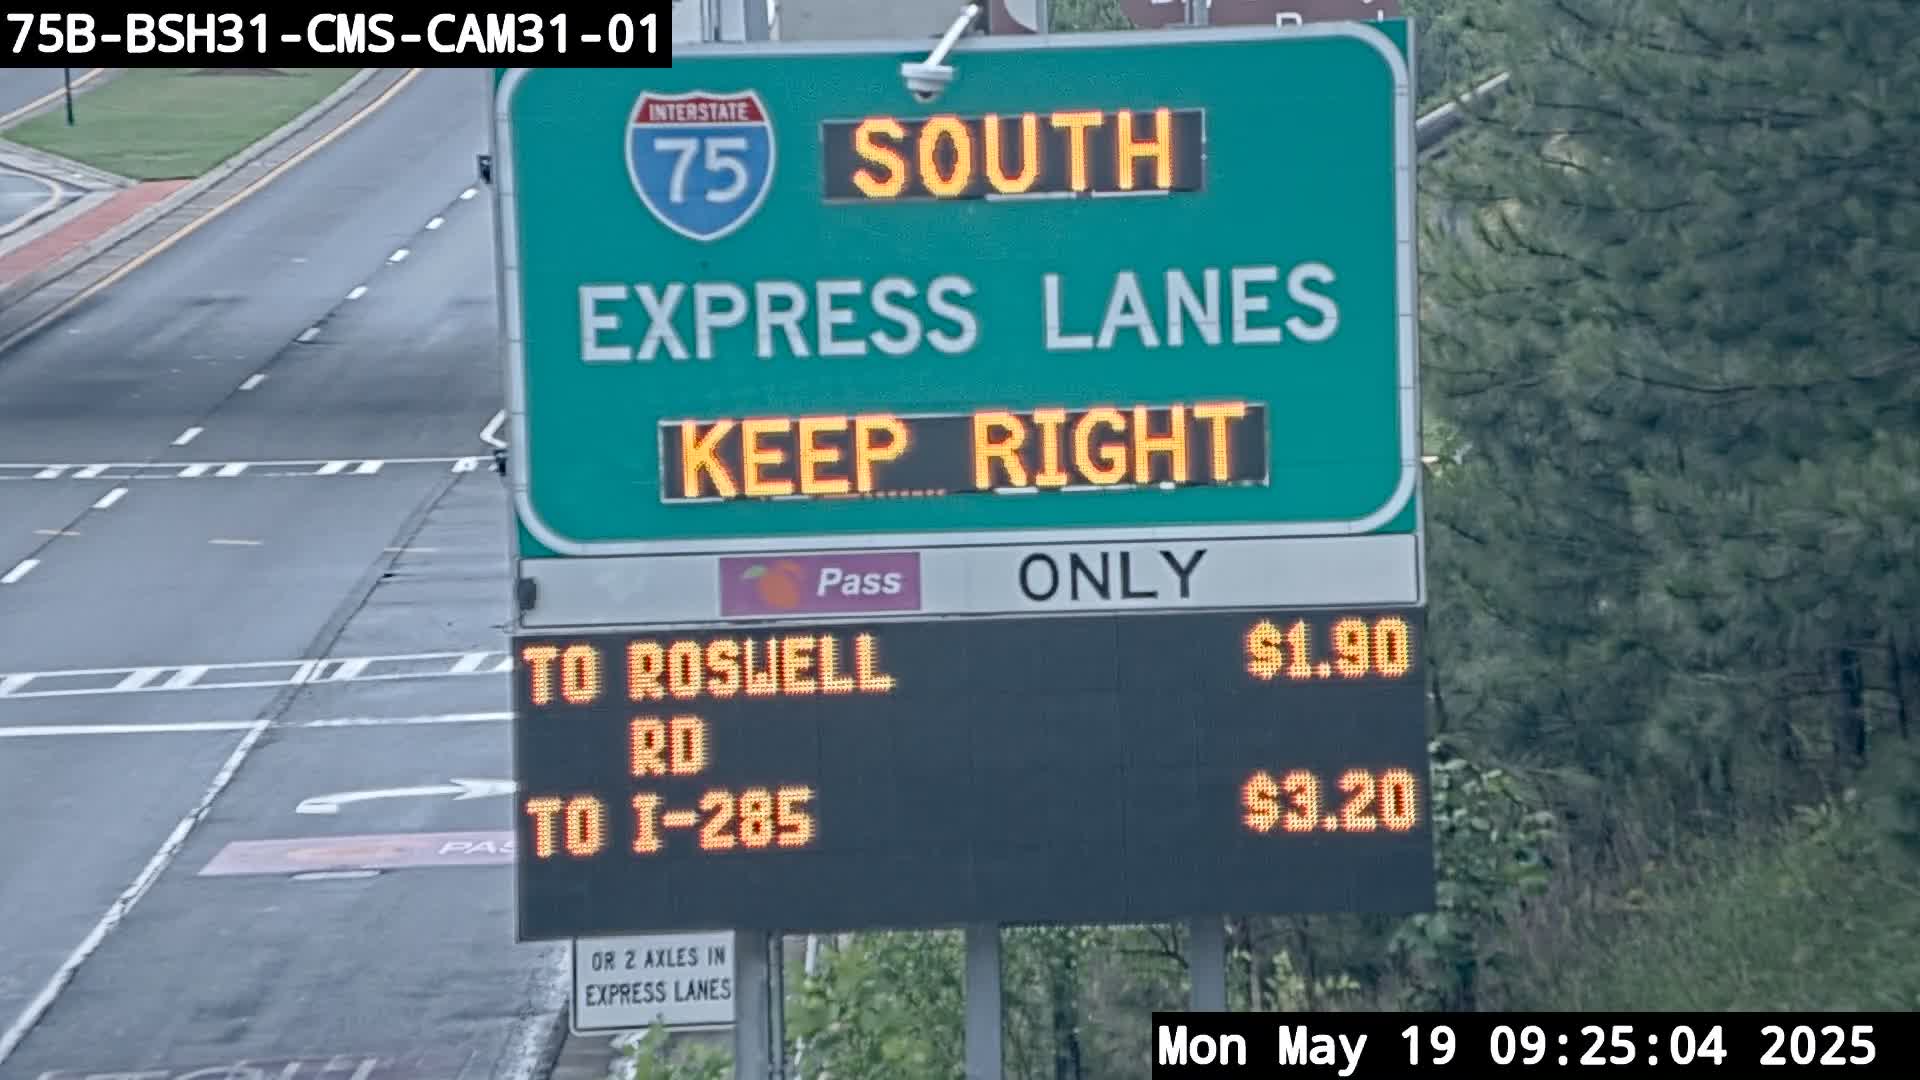 75B-BSH31-CMS-CAM31-01
INTERSTATE
75
SOUTH
EXPRESS LANES
KEEP RIGHT
Pass ONLY
TO ROSWELL $1.90
RD
TO I-285 $3.20
OR 2 AXLES IN
EXPRESS LANES
Mon May 19 09:25:04 2025